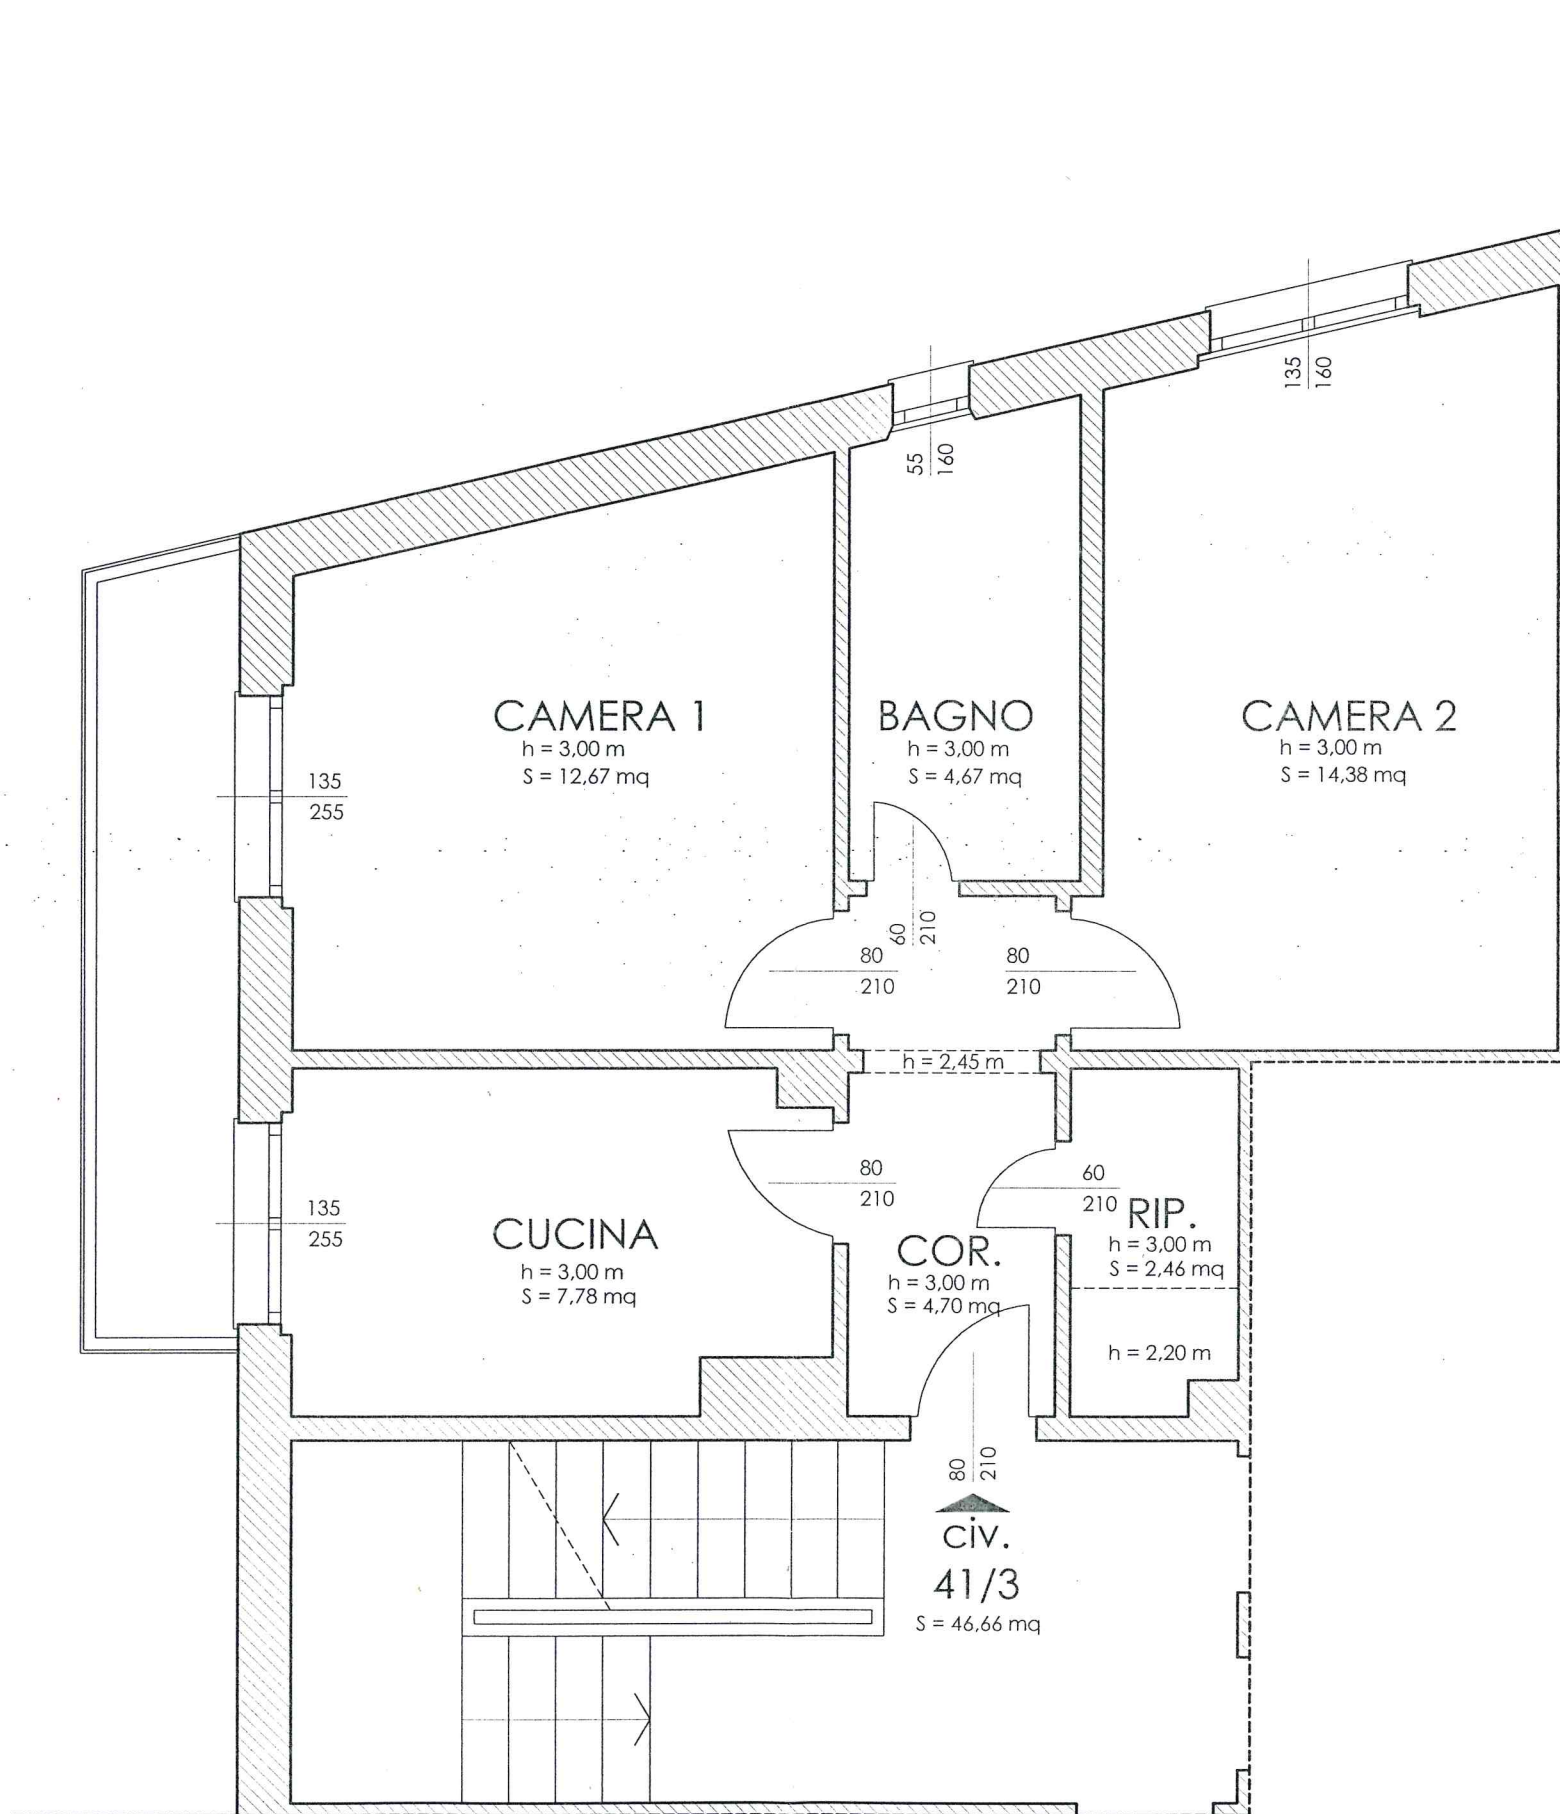 135
160
55
160
CAMERA 1
h = 3,00 m
S = 12,67 mq
BAGNO
h = 3,00 m
S = 4,67 mq
CAMERA 2
h = 3,00 m
S = 14,38 mq
135
255
60
210
80
210
80
210
h = 2,45 m
80
210
60
210
RIP.
h = 3,00 m
S = 2,46 mq
135
255
CUCINA
h = 3,00 m
S = 7,78 mq
COR.
h = 3,00 m
S = 4,70 mq
h = 2,20 m
80
210
civ.
41/3
S = 46,66 mq